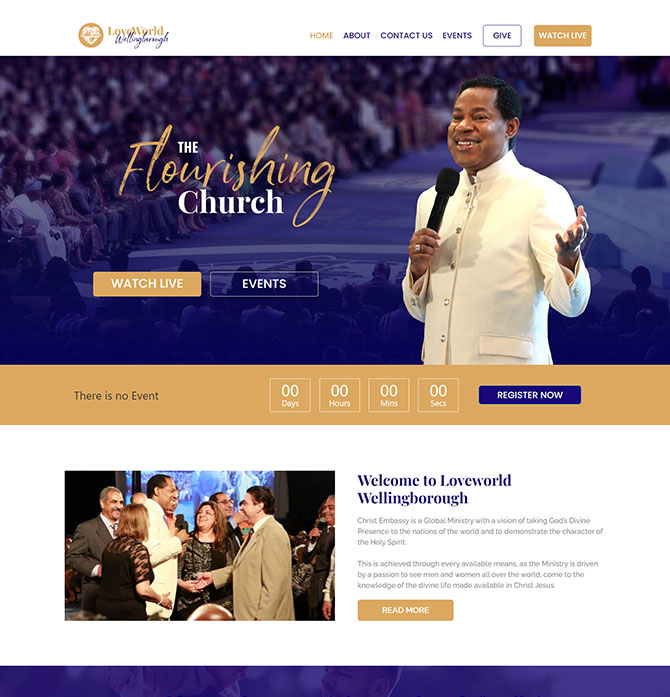 LoveWorld
Wellingborough
HOME ABOUT CONTACT US EVENTS GIVE WATCH LIVE
THE
Flourishing
Church
WATCH LIVE EVENTS
There is no Event
00 00 00 00
Days Hours Mins Secs
REGISTER NOW
Welcome to Loveworld
Wellingborough
Christ Embassy is a Global Ministry with a vision of taking God's Divine
Presence to the nations of the world and to demonstrate the character of
the Holy Spirit.
This is achieved through every available means, as the Ministry is driven
by a passion to see men and women all over the world, come to the
knowledge of the divine life made available in Christ Jesus.
READ MORE